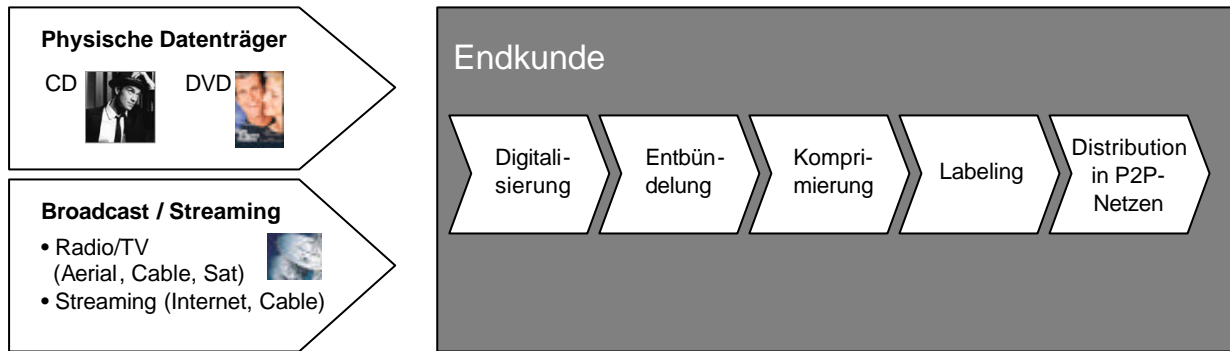 Physische Datenträger
CD DVD
Broadcast / Streaming
• Radio/TV
(Aerial, Cable, Sat)
• Streaming (Internet, Cable)
Endkunde
Digitali-
sierung
Entbün-
delung
Kompri-
mierung
Labeling
Distribution
in P2P-
Netzen